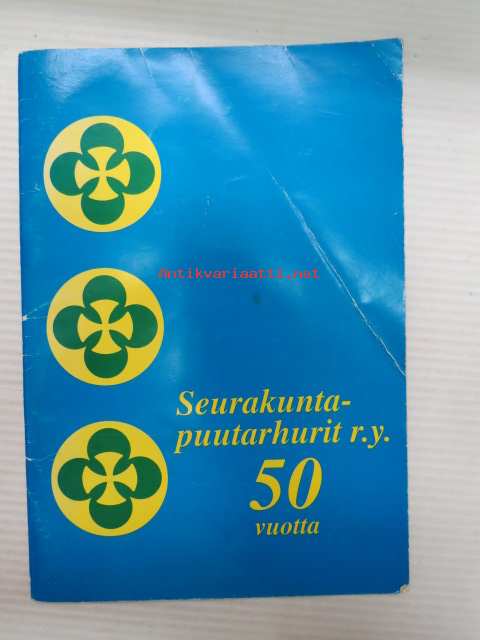 Antikvariaatti.net
Seurakunta-
puutarhurit r.y.
50
vuotta